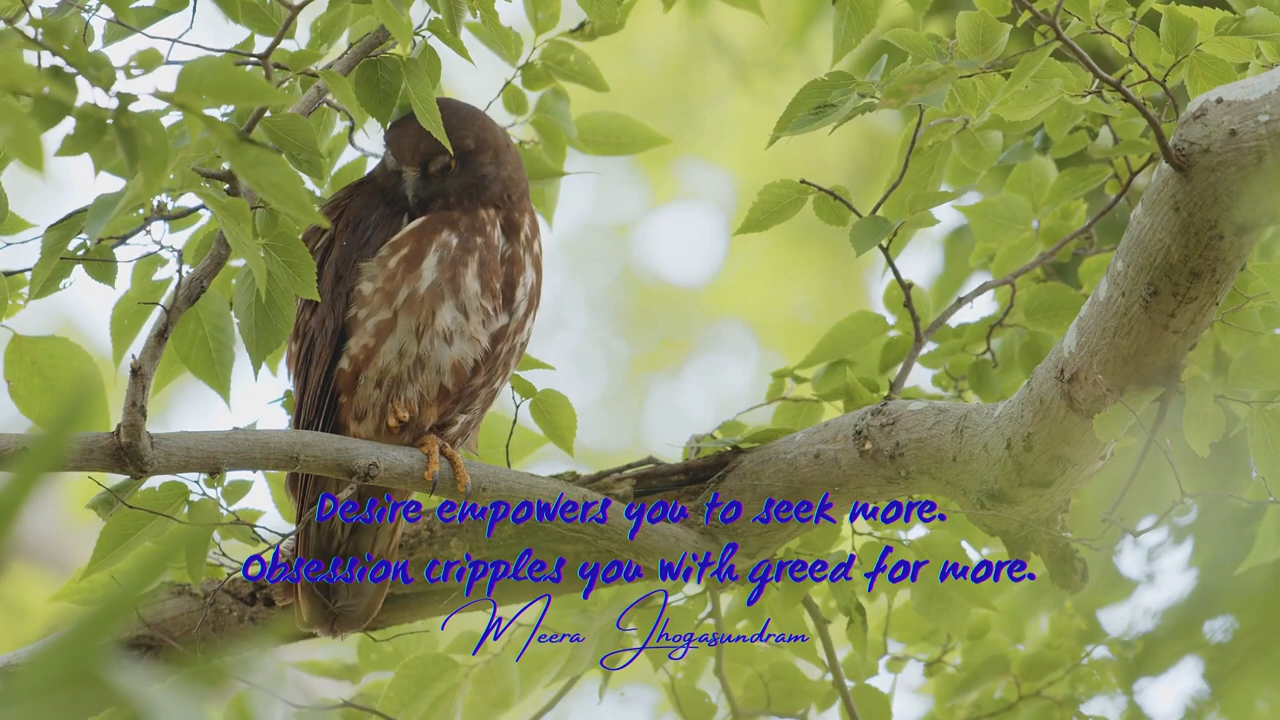 Desire empowers you to seek more.
Obsession cripples you with greed for more.
Meera Jhogasundram